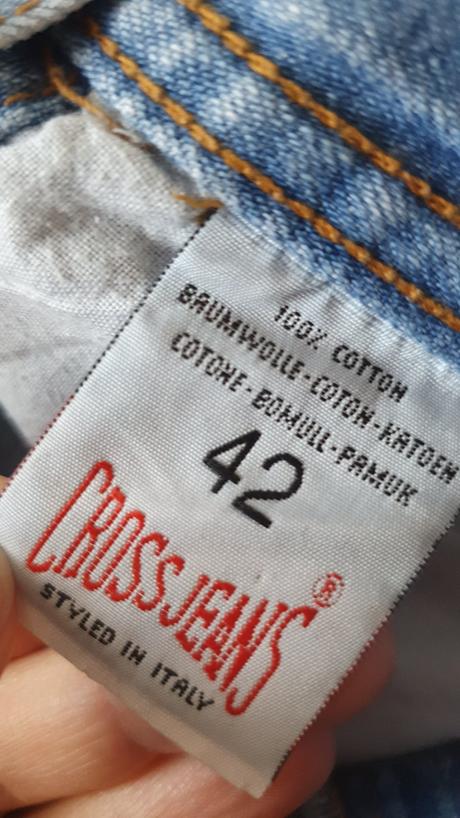 100% COTTON
BAUMWOLLE-COTON-KATOEN
COTONE-BOMULL-PAMUK
42
CROSS JEANS®
STYLED IN ITALY